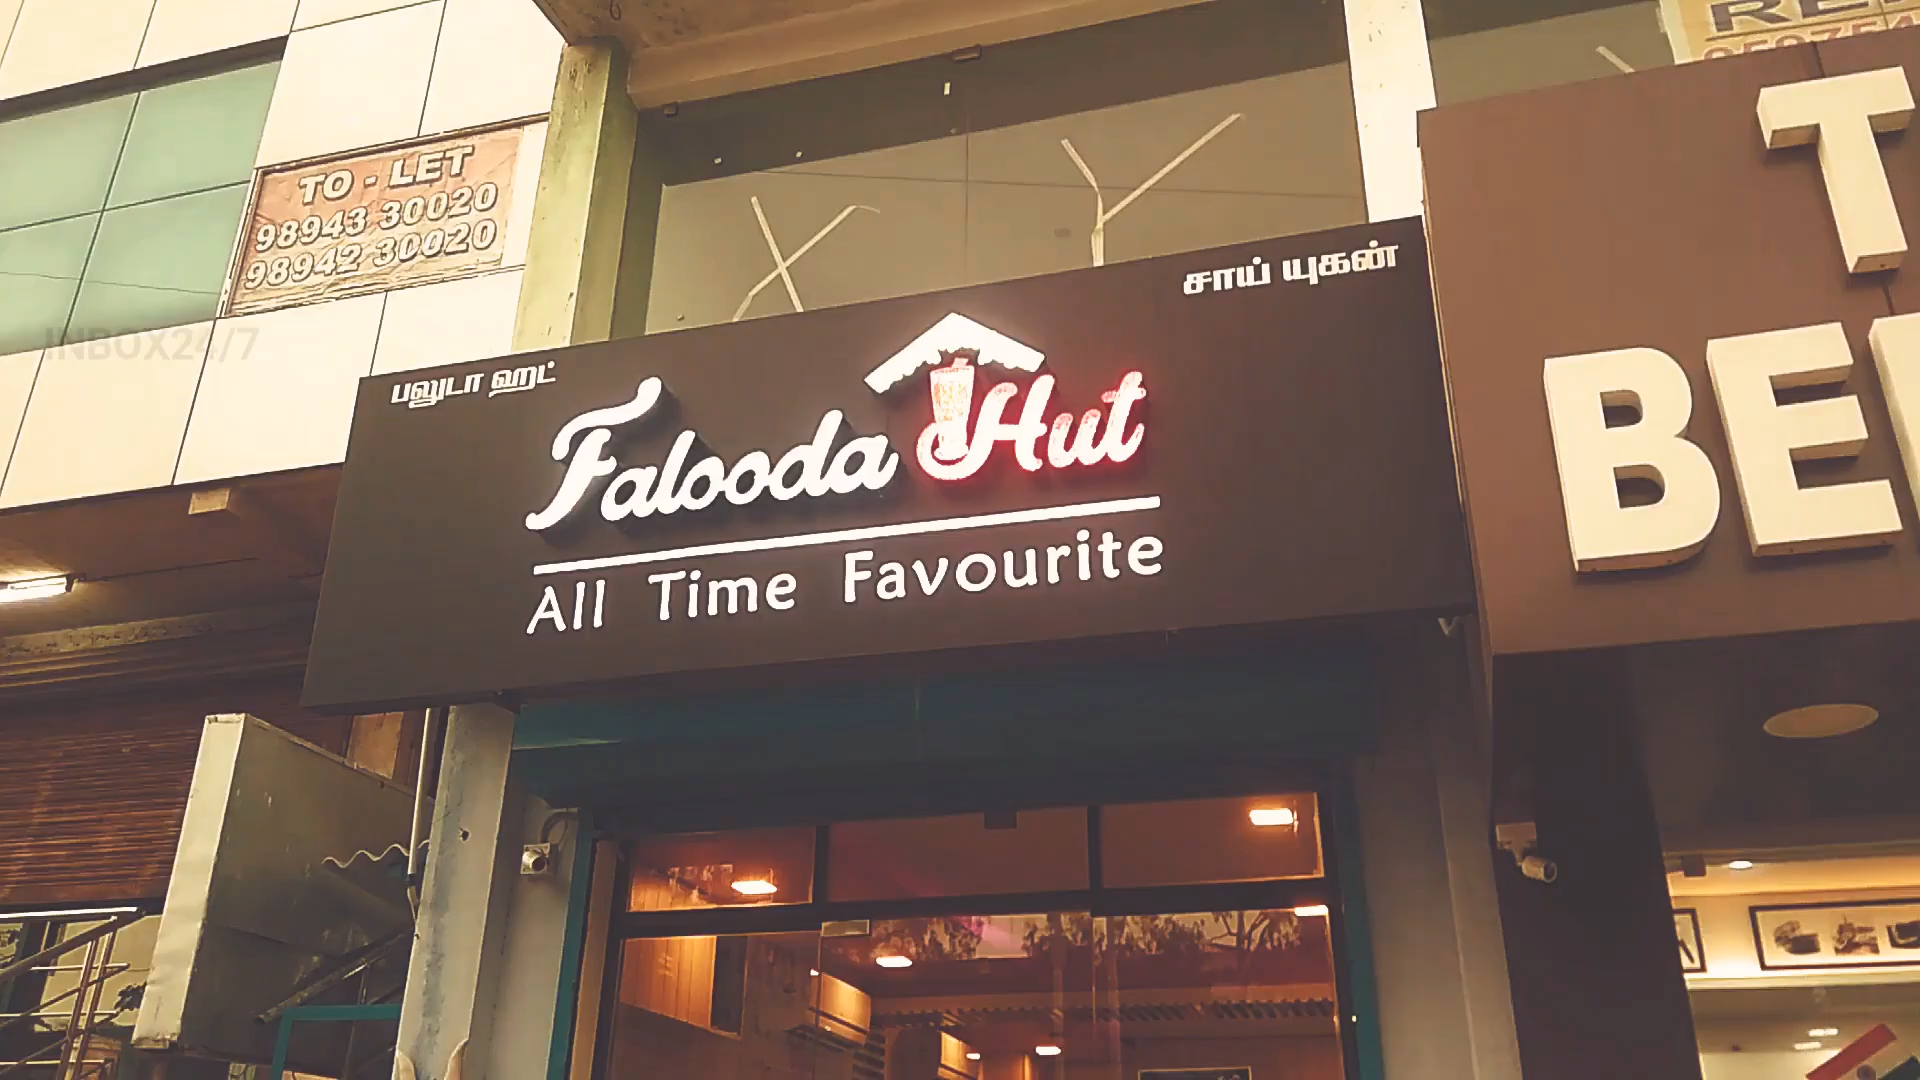 TO - LET
98943 30020
98942 30020
INBOX24/7
பலூடா ஹட்
சாய் யுகன்
Falooda Hut
All Time Favourite
T
BE